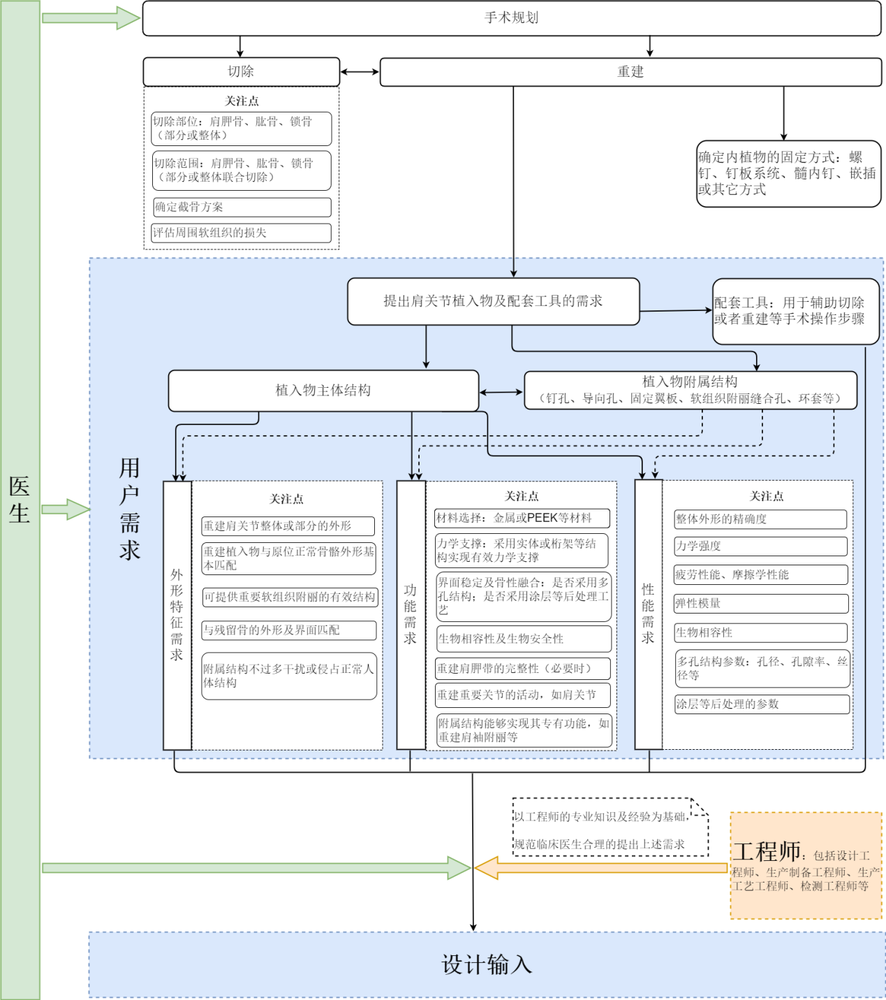 手术规划
切除
重建
关注点
切除部位：肩胛骨、肱骨、锁骨
（部分或整体）
切除范围：肩胛骨、肱骨、锁骨
（部分或整体联合切除）
确定截骨方案
评估周围软组织的损失
确定内植物的固定方式：螺
钉、钉板系统、髓内钉、嵌插
或其它方式
提出肩关节植入物及配套工具的需求
配套工具：用于辅助切除
或者重建等手术操作步骤
植入物主体结构
植入物附属结构
（钉孔、导向孔、固定翼板、软组织附丽缝合孔、环套等）
医生
用户需求
外形特征需求
关注点
重建肩关节整体或部分的外形
重建植入物与原位正常骨骼外形基
本匹配
可提供重要软组织附丽的有效结构
与残留骨的外形及界面匹配
附属结构不过多干扰或侵占正常人
体结构
功能需求
关注点
材料选择：金属或PEEK等材料
力学支撑：采用实体或桁架等结
构实现有效力学支撑
界面稳定及骨性融合：是否采用多
孔结构；是否采用涂层等后处理工
艺
生物相容性及生物安全性
重建肩胛带的完整性（必要时）
重建重要关节的活动，如肩关节
附属结构能够实现其专有功能，如
重建肩袖附丽等
性能需求
关注点
整体外形的精确度
力学强度
疲劳性能、摩擦学性能
弹性模量
生物相容性
多孔结构参数：孔径、孔隙率、丝
径等
涂层等后处理的参数
以工程师的专业知识及经验为基础，
规范临床医生合理的提出上述需求
工程师：包括设计工
程师、生产制备工程师、生产
工艺工程师、检测工程师等
设计输入